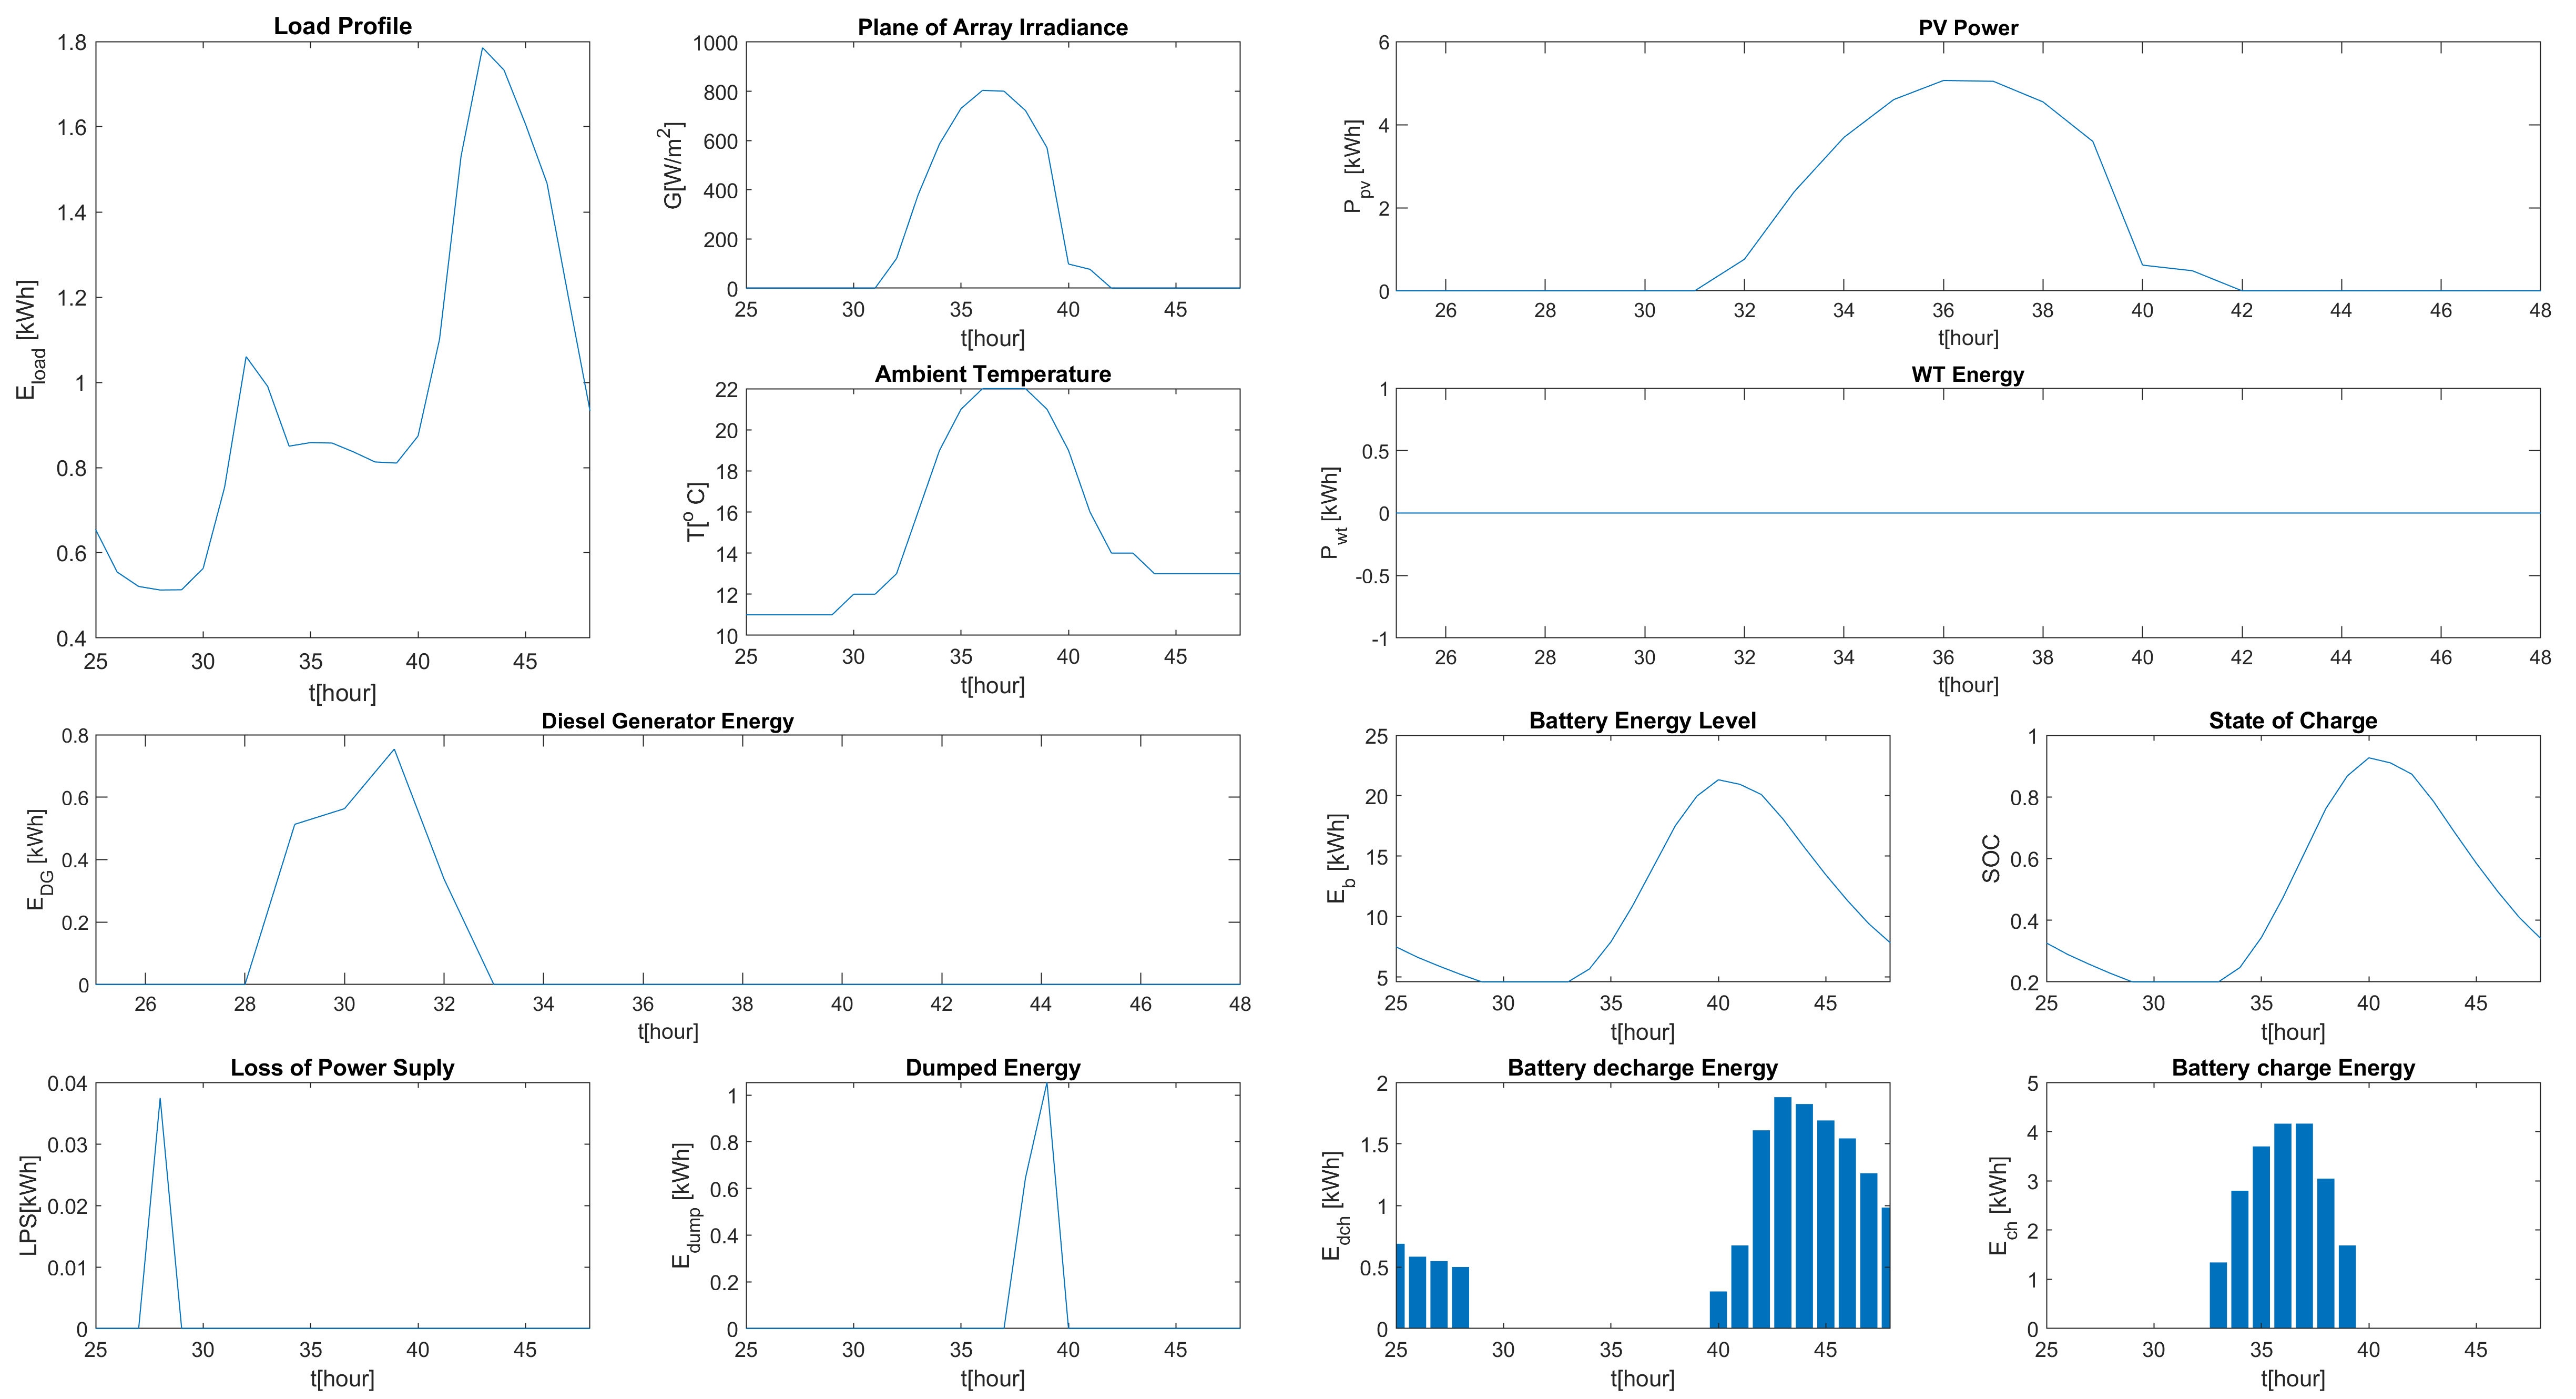 Load Profile
1.8
1.6
1.4
1.2
1
0.8
0.6
0.4
E_load [kWh]
25 30 35 40 45
t[hour]
Plane of Array Irradiance
1000
800
600
400
200
0
G[W/m²]
25 30 35 40 45
t[hour]
PV Power
6
4
2
0
P_pv [kWh]
26 28 30 32 34 36 38 40 42 44 46 48
t[hour]
Ambient Temperature
22
20
18
16
14
12
10
T[° C]
25 30 35 40 45
t[hour]
WT Energy
1
0.5
0
-0.5
-1
P_wt [kWh]
26 28 30 32 34 36 38 40 42 44 46 48
t[hour]
Diesel Generator Energy
0.8
0.6
0.4
0.2
0
E_DG [kWh]
26 28 30 32 34 36 38 40 42 44 46 48
t[hour]
Battery Energy Level
25
20
15
10
5
E_b [kWh]
25 30 35 40 45
t[hour]
State of Charge
1
0.8
0.6
0.4
0.2
SOC
25 30 35 40 45
t[hour]
Loss of Power Suply
0.04
0.03
0.02
0.01
0
LPS[kWh]
25 30 35 40 45
t[hour]
Dumped Energy
1
0.8
0.6
0.4
0.2
0
E_dump [kWh]
25 30 35 40 45
t[hour]
Battery decharge Energy
2
1.5
1
0.5
0
E_dch [kWh]
25 30 35 40 45
t[hour]
Battery charge Energy
5
4
3
2
1
0
E_ch [kWh]
25 30 35 40 45
t[hour]